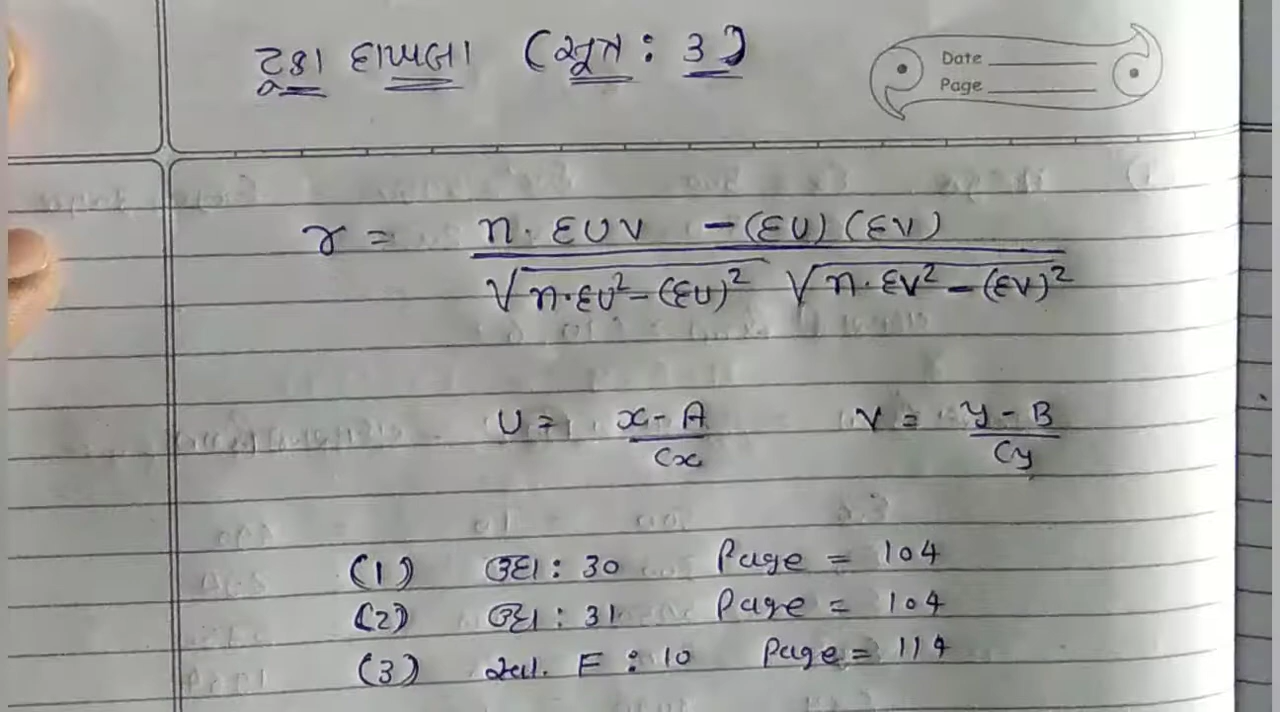 ટૂંકા દાખલા (સૂત્ર : 3)
Date
Page
r = n·ΣUV - (ΣU) (ΣV) / √n·ΣU² - (ΣU)² √n·ΣV² - (ΣV)²
U = x - A / Cx V = y - B / Cy
(1) ઉદા : 30 Page = 104
(2) ઉદા : 31 Page = 104
(3) સ્વા. F : 10 Page = 114